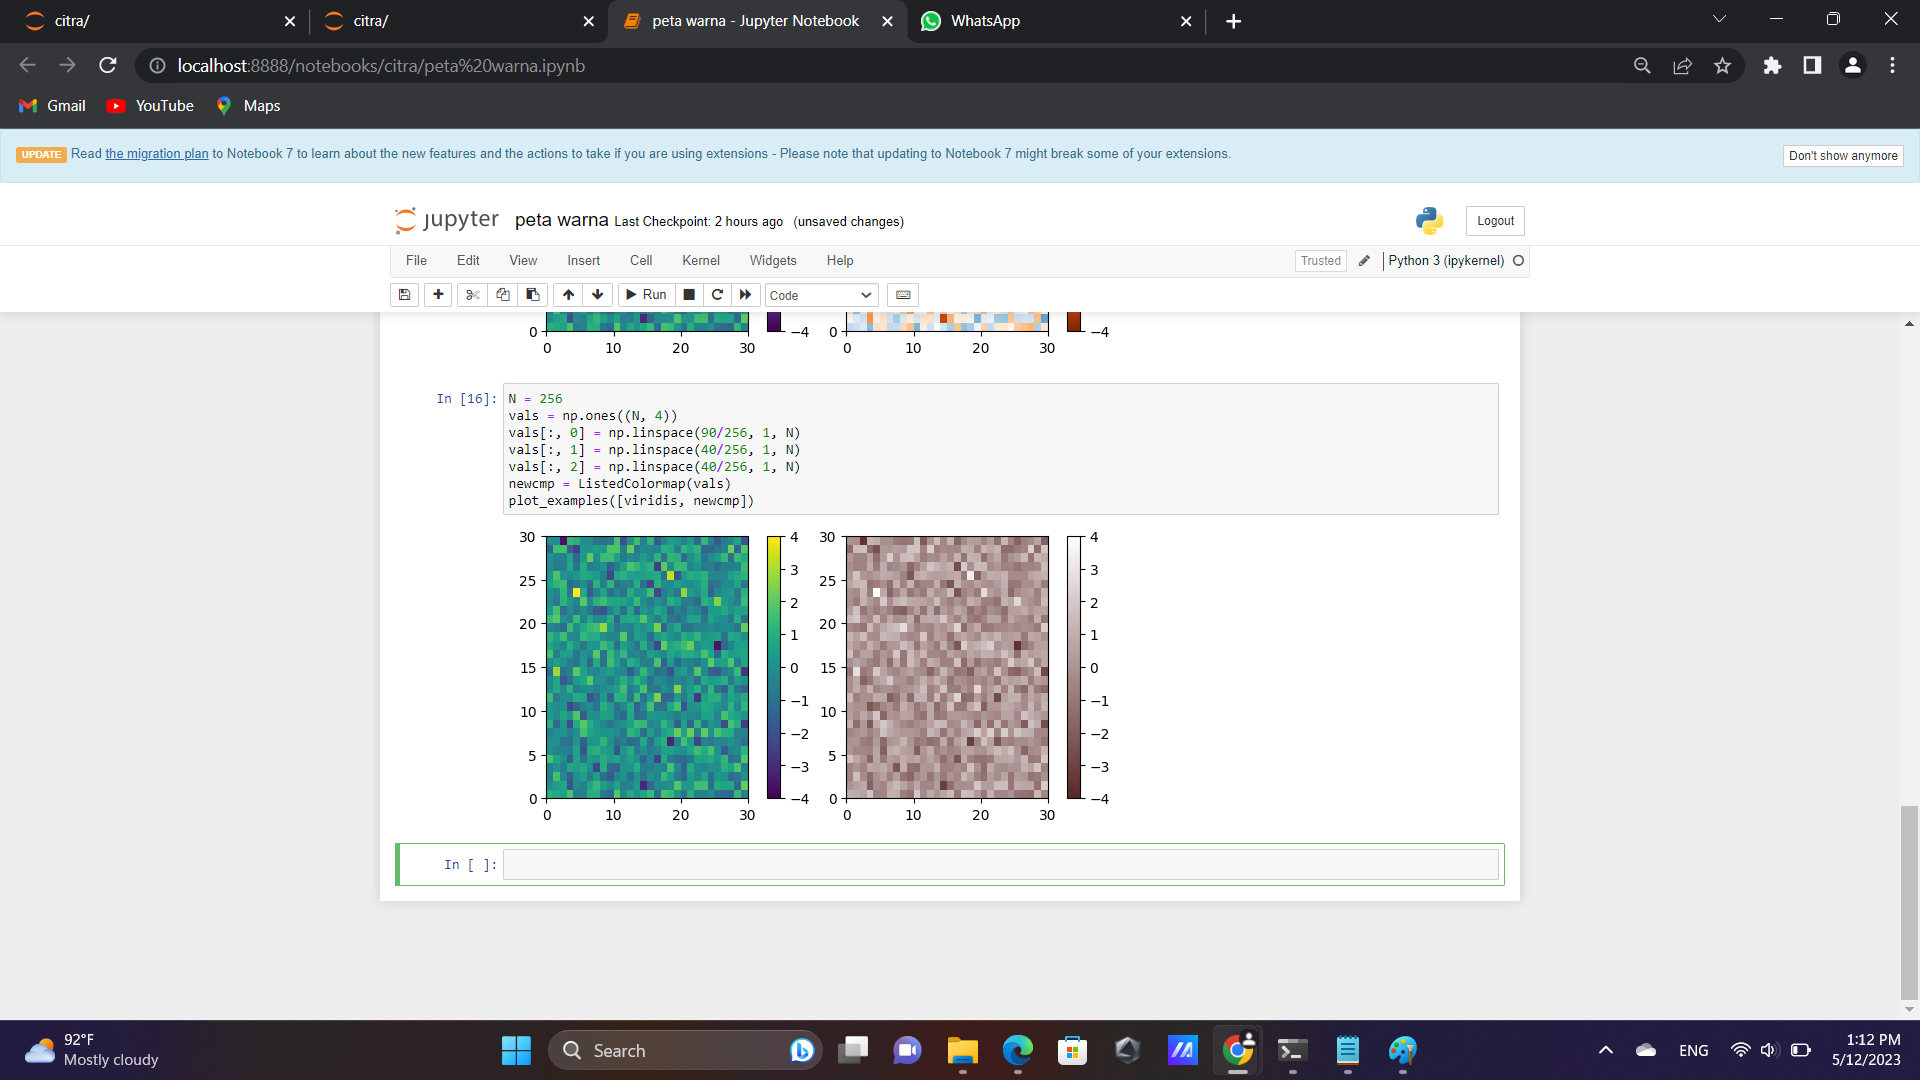 citra/
citra/
peta warna - Jupyter Notebook
WhatsApp
localhost:8888/notebooks/citra/peta%20warna.ipynb
Gmail
YouTube
Maps
UPDATE Read the migration plan to Notebook 7 to learn about the new features and the actions to take if you are using extensions - Please note that updating to Notebook 7 might break some of your extensions.
Don't show anymore
jupyter peta warna Last Checkpoint: 2 hours ago (unsaved changes)
Logout
File Edit View Insert Cell Kernel Widgets Help
Trusted
Python 3 (ipykernel)
Run
Code
0 −4 0 −4
0 10 20 30 0 10 20 30
In [16]:
N = 256
vals = np.ones((N, 4))
vals[:, 0] = np.linspace(90/256, 1, N)
vals[:, 1] = np.linspace(40/256, 1, N)
vals[:, 2] = np.linspace(40/256, 1, N)
newcmp = ListedColormap(vals)
plot_examples([viridis, newcmp])
30 4 30 4
3 3
25 25
2 2
20 20
1 1
15 0 15 0
−1 −1
10 10
−2 −2
5 5
−3 −3
0 −4 0 −4
0 10 20 30 0 10 20 30
In [ ]:
92°F
Mostly cloudy
Search
ENG
1:12 PM
5/12/2023